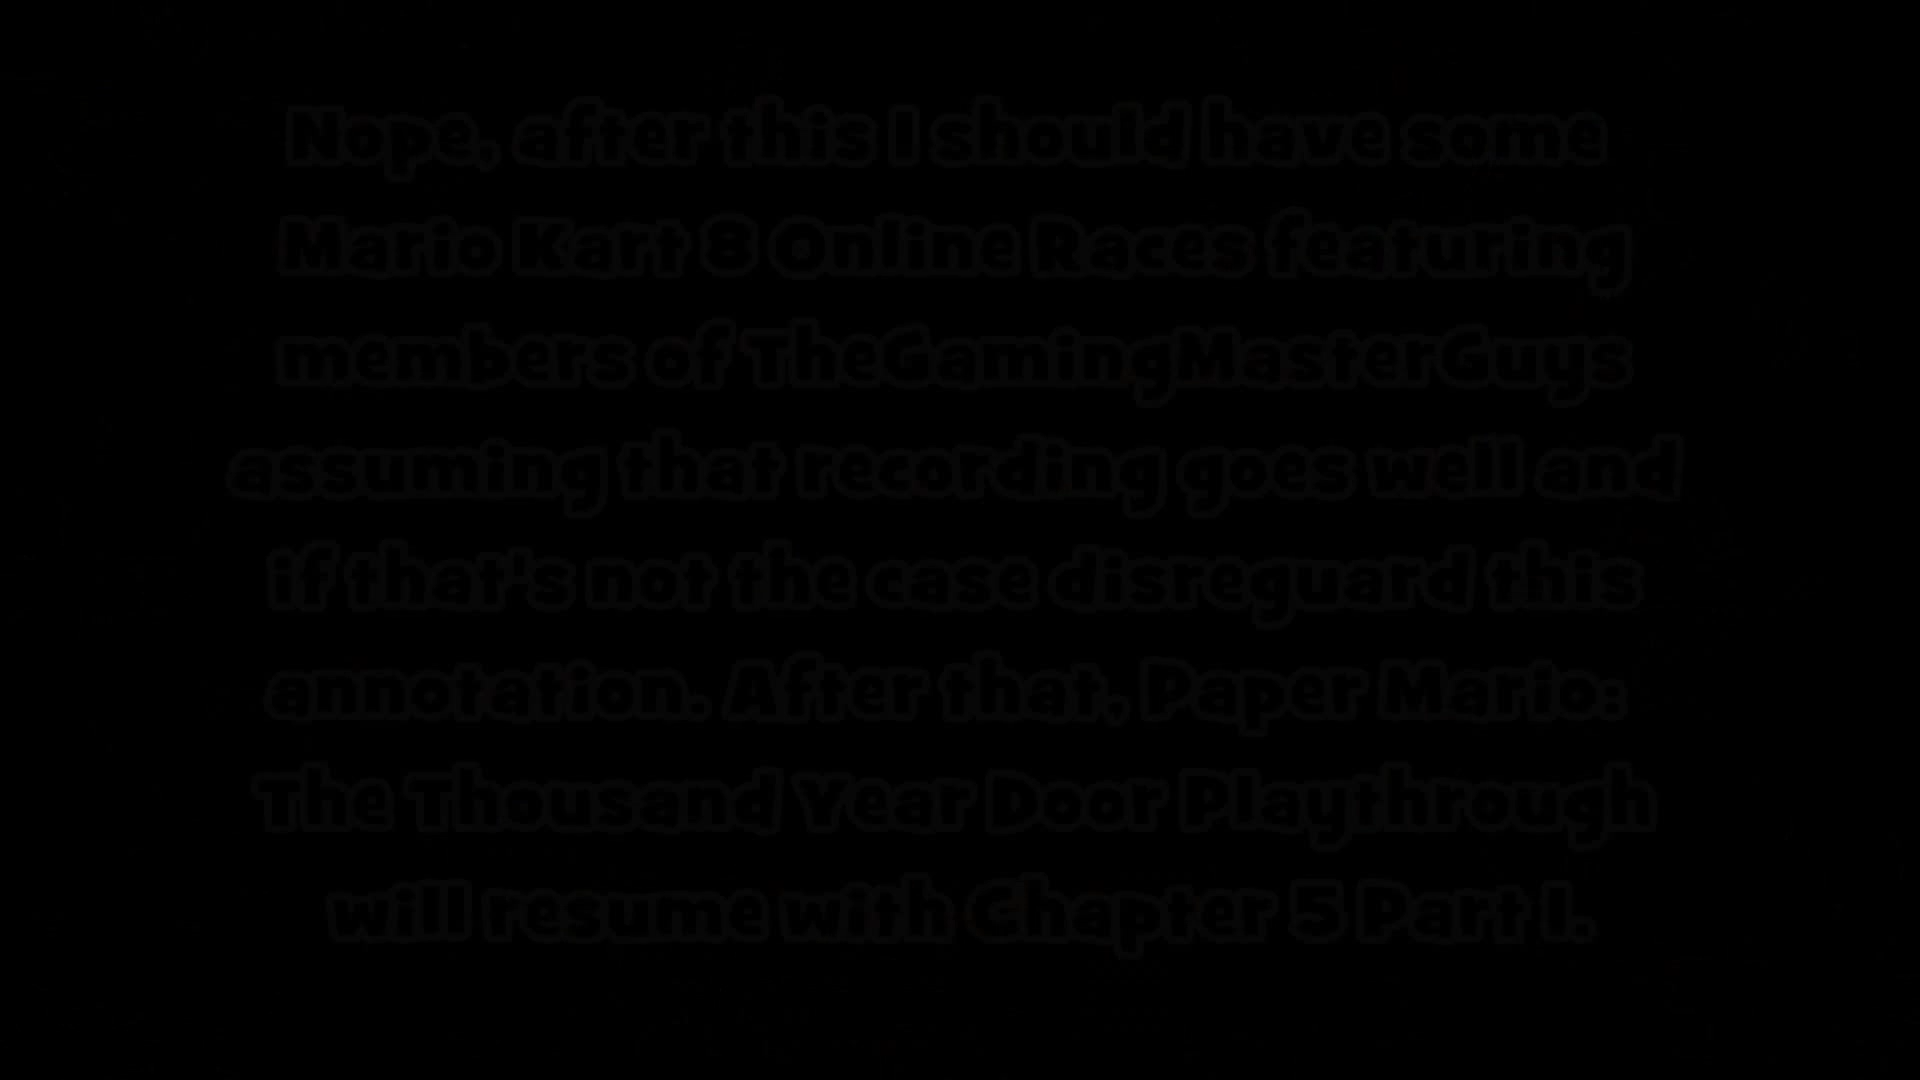 Nope, after this I should have some
Mario Kart 8 Online Races featuring
members of TheGamingMasterGuys
assuming that recording goes well and
if that's not the case disreguard this
annotation. After that, Paper Mario:
The Thousand Year Door Playthrough
will resume with Chapter 5 Part 1.